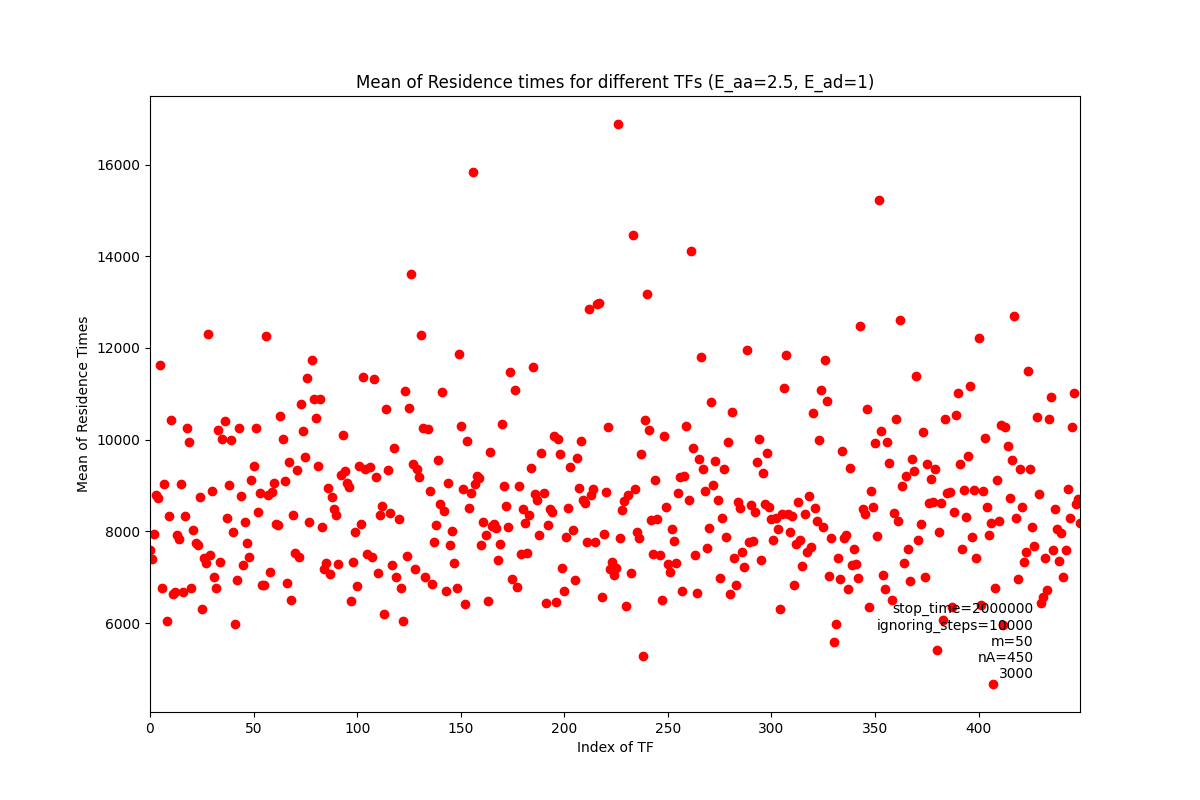 Mean of Residence times for different TFs (E_aa=2.5, E_ad=1)
Mean of Residence Times
16000
14000
12000
10000
8000
6000
stop_time=2000000
ignoring_steps=10000
m=50
nA=450
3000
0 50 100 150 200 250 300 350 400
Index of TF